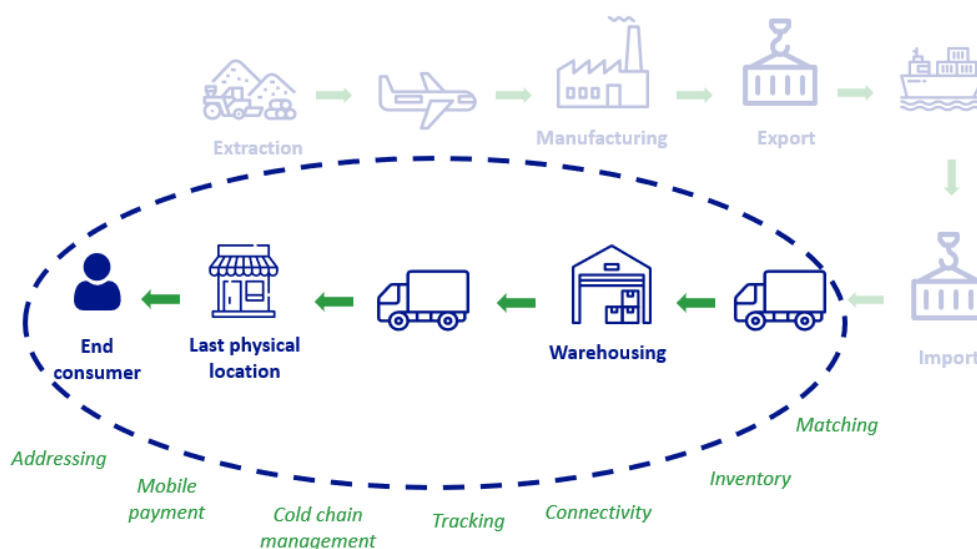 Extraction
Manufacturing
Export
Import
End
consumer
Last physical
location
Warehousing
Addressing
Mobile
payment
Cold chain
management
Tracking
Connectivity
Inventory
Matching